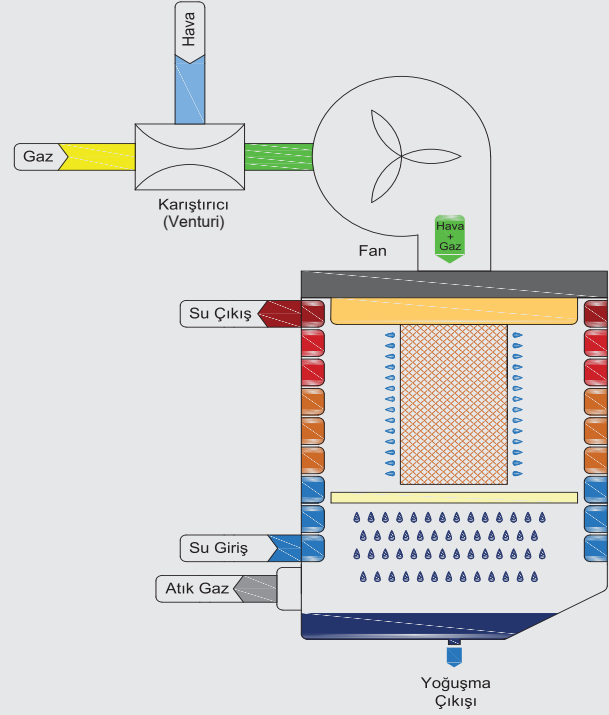 Hava
Gaz
Karıştırıcı
(Venturi)
Fan
Hava
+
Gaz
Su Çıkış
Su Giriş
Atık Gaz
Yoğuşma
Çıkışı